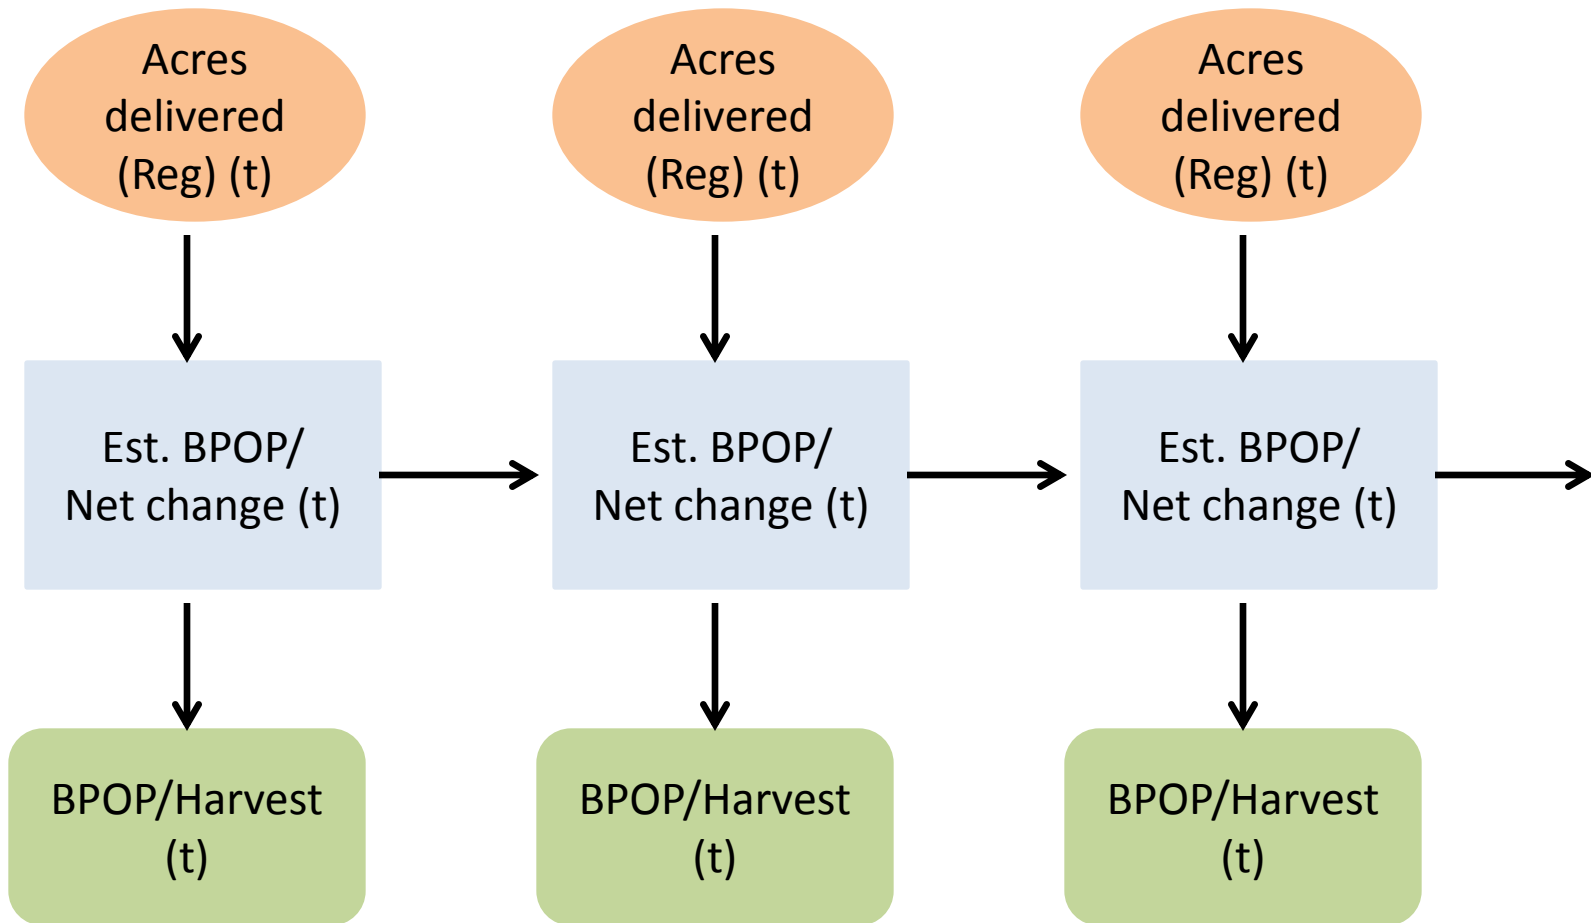 Acres
delivered
(Reg) (t)
Acres
delivered
(Reg) (t)
Acres
delivered
(Reg) (t)
Est. BPOP/
Net change (t)
Est. BPOP/
Net change (t)
Est. BPOP/
Net change (t)
BPOP/Harvest
(t)
BPOP/Harvest
(t)
BPOP/Harvest
(t)